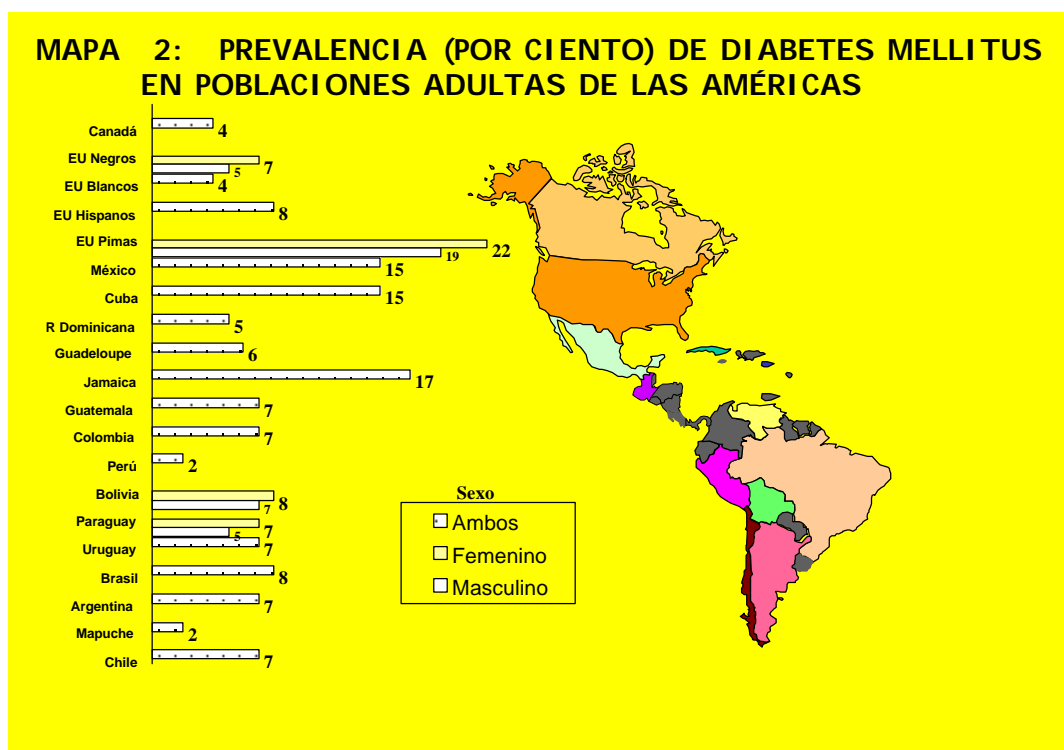 MAPA 2: PREVALENCIA (POR CIENTO) DE DIABETES MELLITUS
EN POBLACIONES ADULTAS DE LAS AMÉRICAS
Canadá 4
EU Negros 7
5
EU Blancos 4
EU Hispanos 8
EU Pimas 22
19
México 15
Cuba 15
R Dominicana 5
Guadeloupe 6
Jamaica 17
Guatemala 7
Colombia 7
Perú 2
Bolivia 8
7
Paraguay 7
5
Uruguay 7
Brasil 8
Argentina 7
Mapuche 2
Chile 7
Sexo
Ambos
Femenino
Masculino